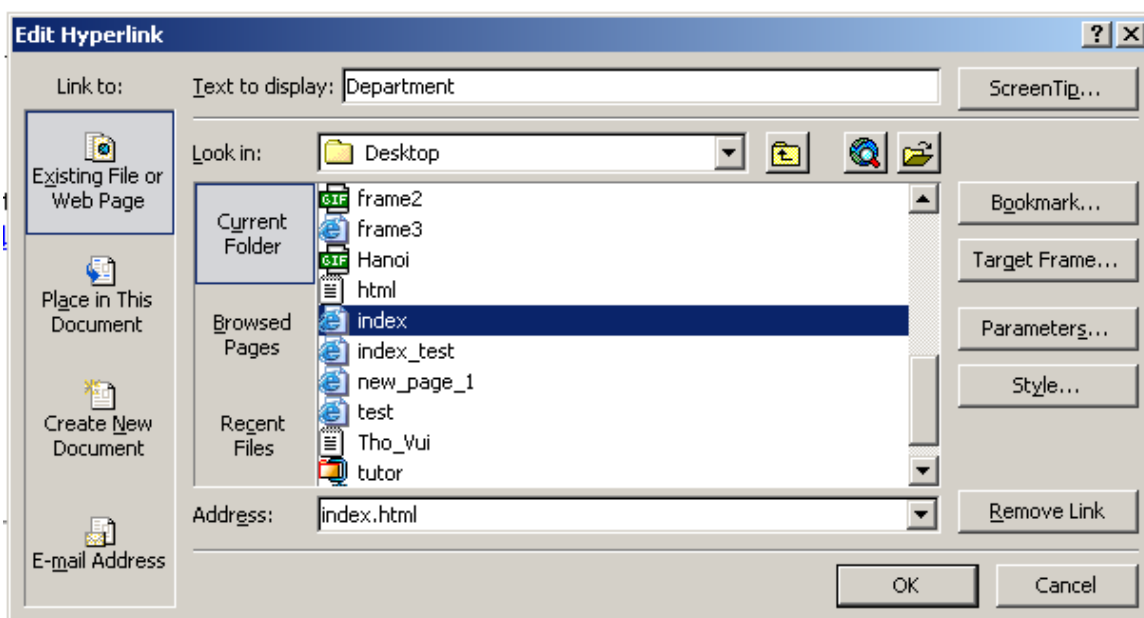 Edit Hyperlink
Link to:
Text to display: Department
ScreenTip...
Existing File or
Web Page
Look in:
Desktop
Current
Folder
Browsed
Pages
Recent
Files
GIF frame2
frame3
GIF Hanoi
html
index
index_test
new_page_1
test
Tho_Vui
tutor
Bookmark...
Target Frame...
Parameters...
Style...
Place in This
Document
Create New
Document
E-mail Address
Address: index.html
Remove Link
OK
Cancel